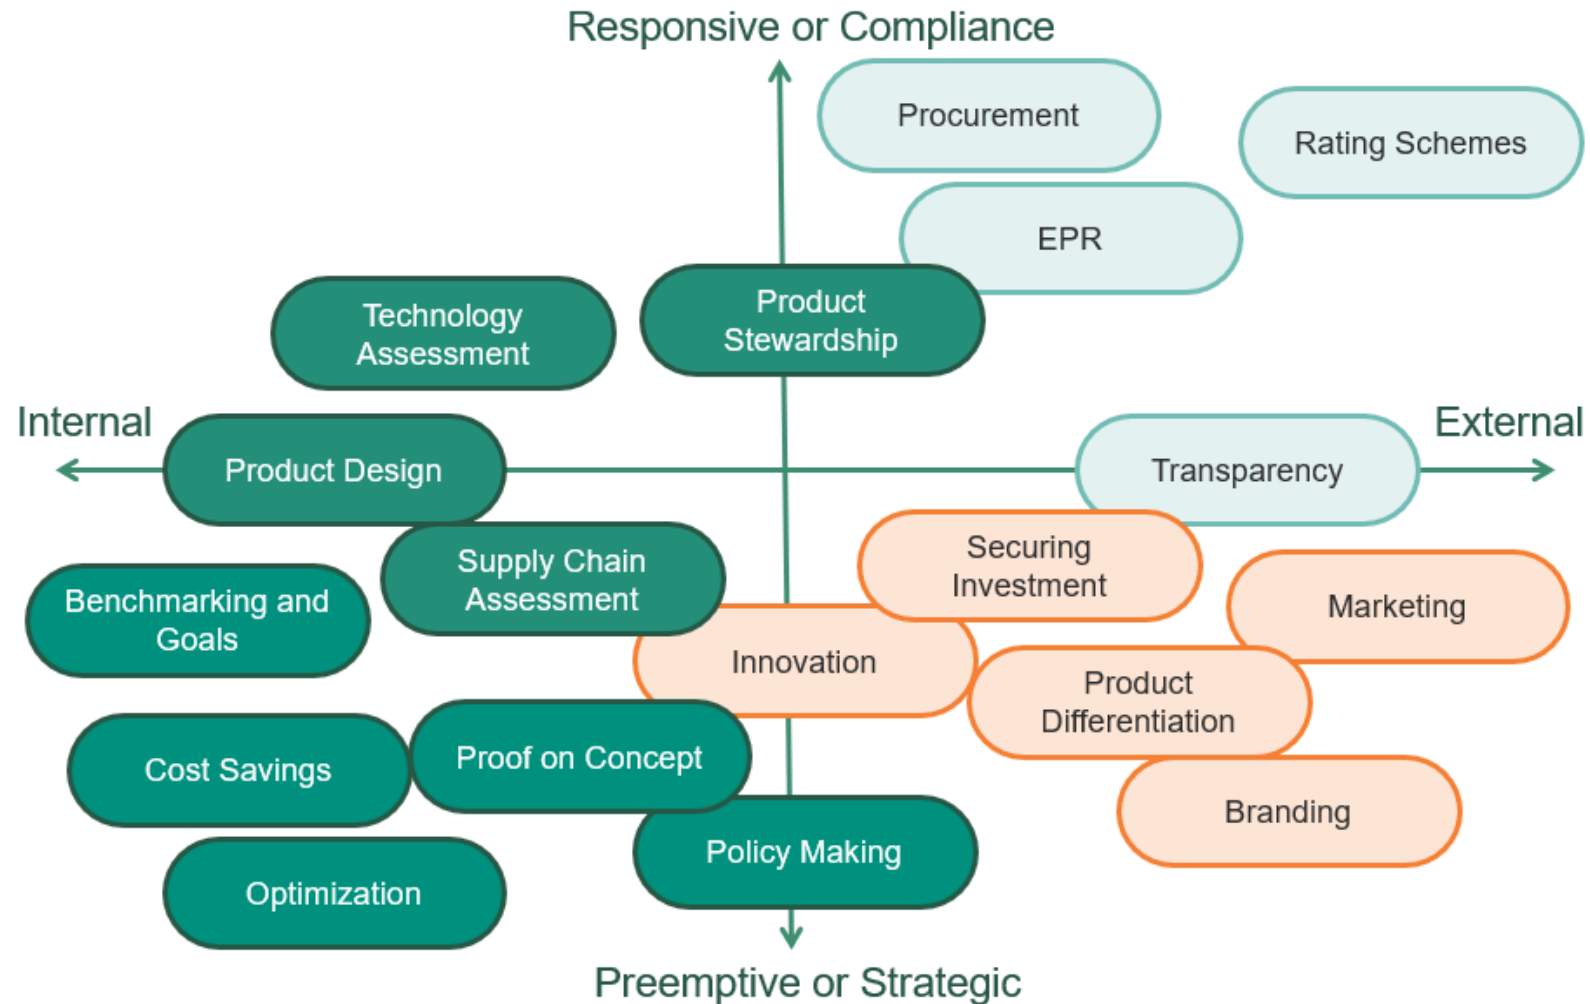 Responsive or Compliance
Procurement
Rating Schemes
EPR
Technology
Assessment
Product
Stewardship
Internal
External
Product Design
Transparency
Supply Chain
Assessment
Securing
Investment
Benchmarking and
Goals
Marketing
Innovation
Product
Differentiation
Cost Savings
Proof on Concept
Branding
Policy Making
Optimization
Preemptive or Strategic